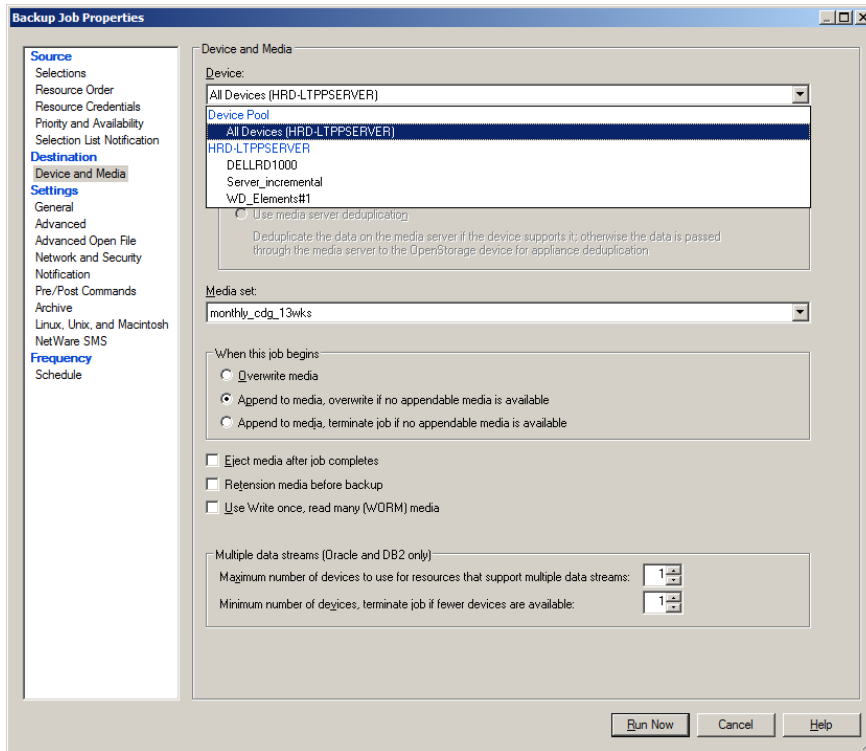 Backup Job Properties
Source
Selections
Resource Order
Resource Credentials
Priority and Availability
Selection List Notification
Destination
Device and Media
Settings
General
Advanced
Advanced Open File
Network and Security
Notification
Pre/Post Commands
Archive
Linux, Unix, and Macintosh
NetWare SMS
Frequency
Schedule
Device and Media
Device:
All Devices (HRD-LTPPSERVER)
Device Pool
All Devices (HRD-LTPPSERVER)
HRD-LTPPSERVER
DELLRD1000
Server_incremental
WD_Elements#1
Use media server deduplication
Deduplicate the data on the media server if the device supports it; otherwise the data is passed
through the media server to the OpenStorage device for appliance deduplication
Media set:
monthly_cdg_13wks
When this job begins
Overwrite media
Append to media, overwrite if no appendable media is available
Append to media, terminate job if no appendable media is available
Eject media after job completes
Retension media before backup
Use Write once, read many (WORM) media
Multiple data streams (Oracle and DB2 only)
Maximum number of devices to use for resources that support multiple data streams: 1
Minimum number of devices, terminate job if fewer devices are available: 1
Run Now Cancel Help